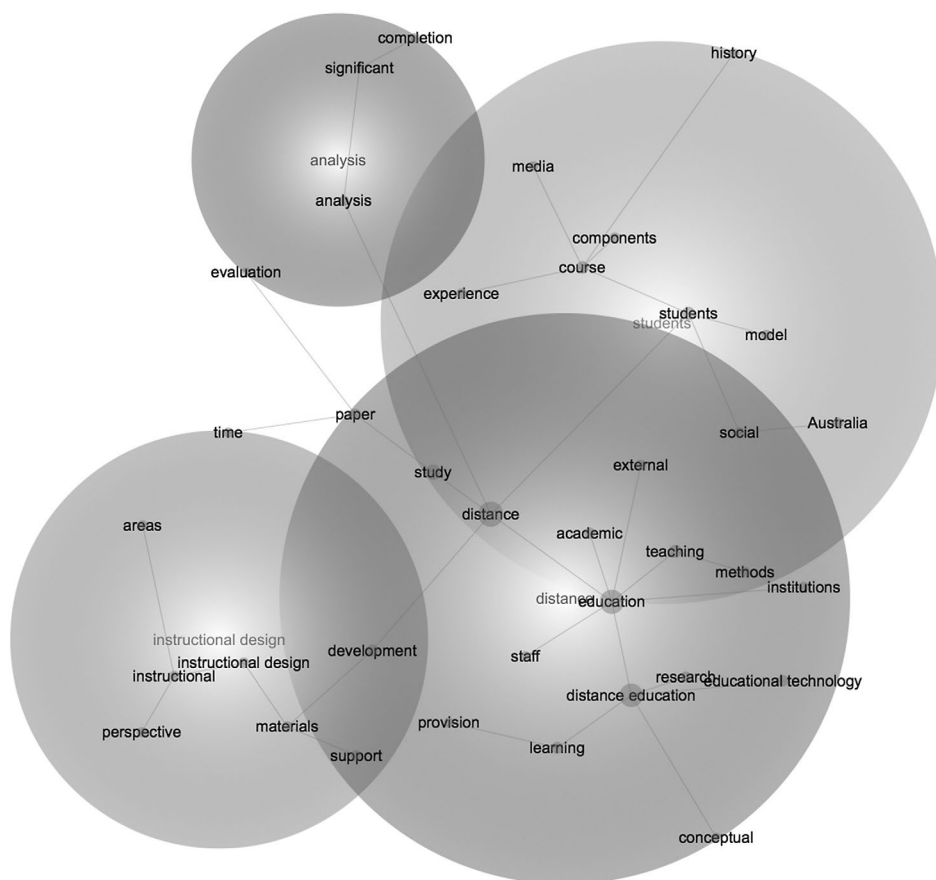 completion
history
significant
analysis
media
analysis
components
course
evaluation
experience
students
students
model
paper
Australia
time
social
external
study
distance
areas
academic
teaching
methods
institutions
distance
education
instructional design
development
staff
instructional design
instructional
research
educational technology
distance education
provision
materials
perspective
learning
support
conceptual